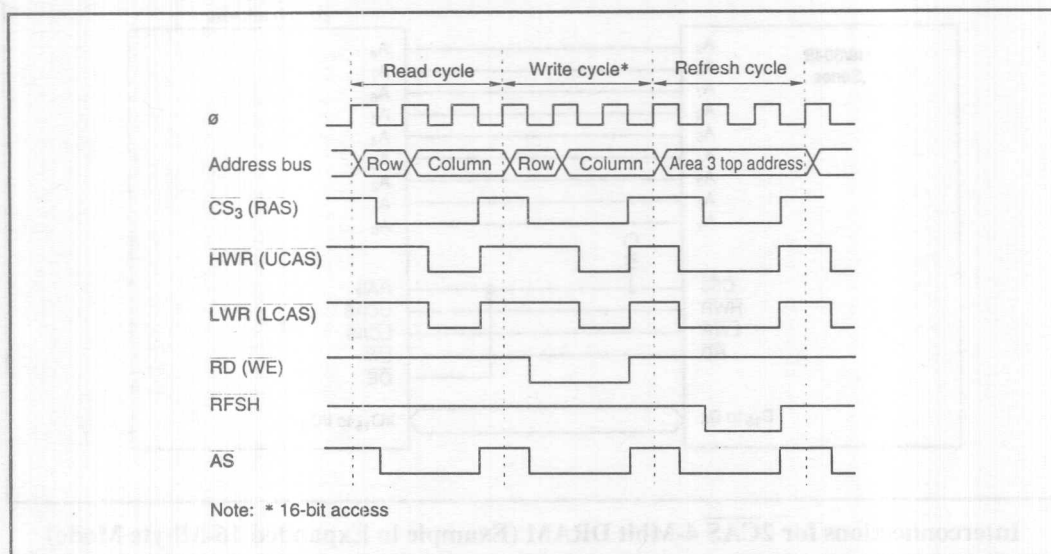 Read cycle Write cycle* Refresh cycle
ø
Address bus Row Column Row Column Area 3 top address
CS₃ (RAS)
HWR (UCAS)
LWR (LCAS)
RD (WE)
RFSH
AS
Note: * 16-bit access